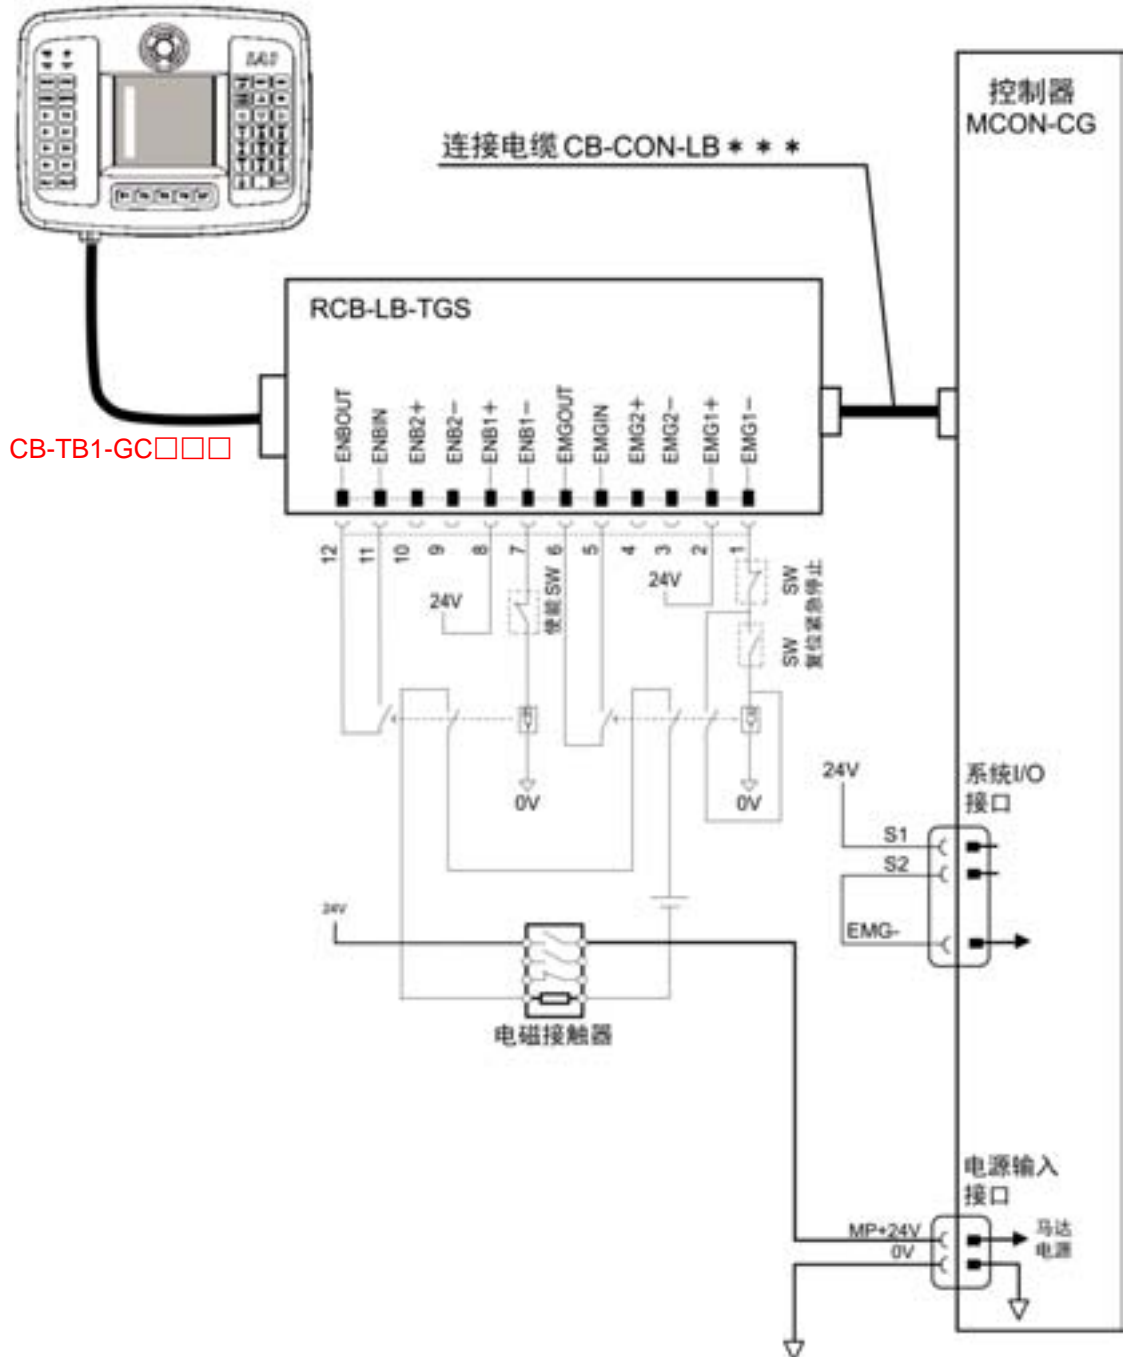 IAI
控制器
MCON-CG
连接电缆 CB-CON-LB＊＊＊
RCB-LB-TGS
CB-TB1-GC□□□
ENBOUT
ENBIN
ENB2+
ENB2−
ENB1+
ENB1−
EMGOUT
EMGIN
EMG2+
EMG2−
EMG1+
EMG1−
12
11
10
9
8
7
6
5
4
3
2
1
24V
使能 SW
24V
SW
紧急停止
SW
复位
0V
0V
24V
系统I/O
接口
S1
S2
EMG-
24V
电磁接触器
电源输入
接口
MP+24V
0V
马达
电源